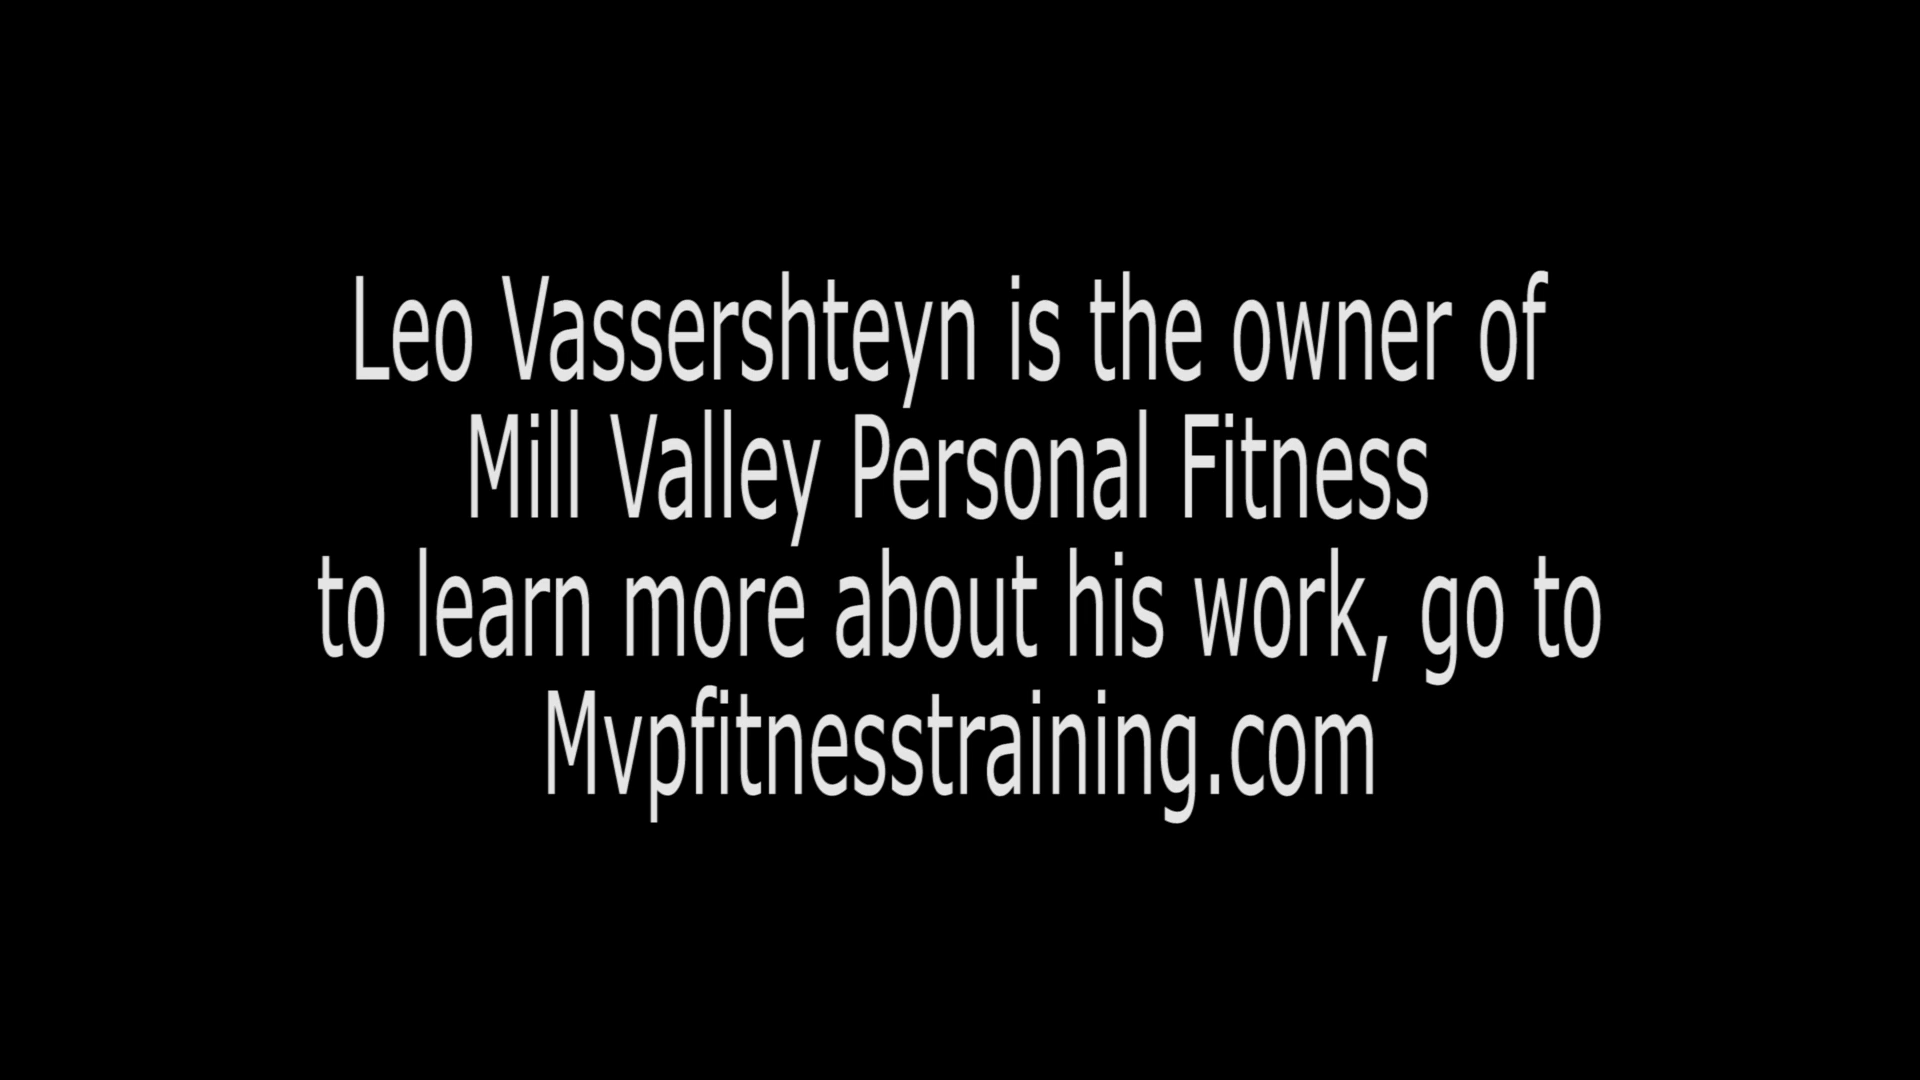 Leo Vassershteyn is the owner of
Mill Valley Personal Fitness
to learn more about his work, go to
Mvpfitnesstraining.com